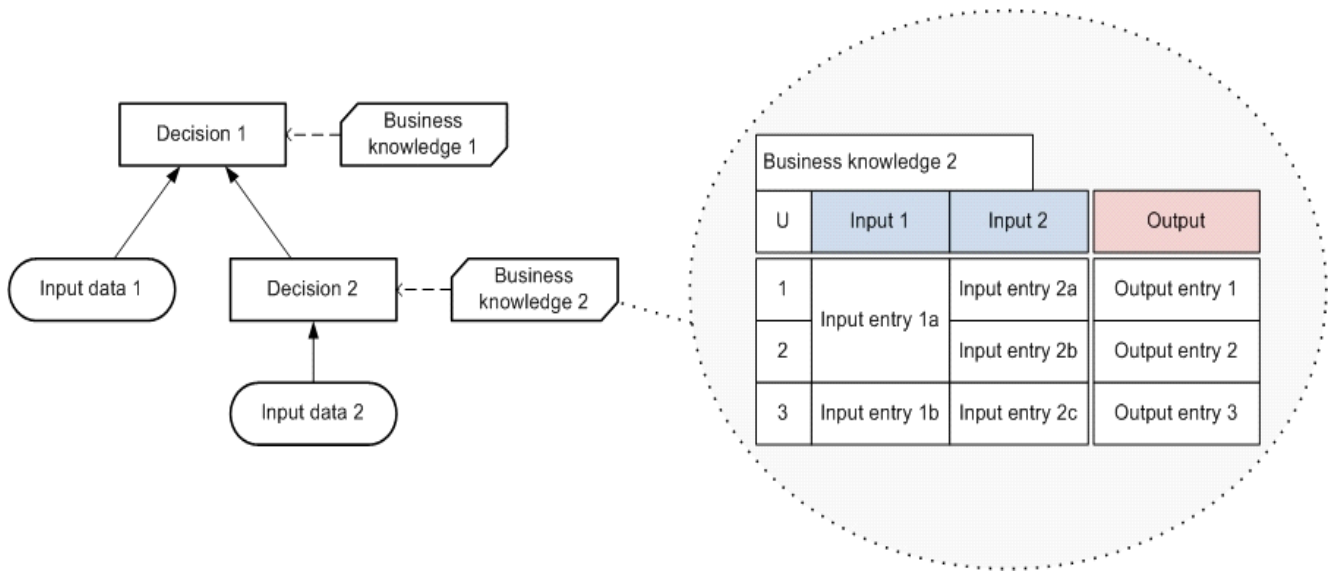 Decision 1
Business
knowledge 1
Input data 1
Decision 2
Business
knowledge 2
Input data 2
Business knowledge 2
U Input 1 Input 2 Output
1 Input entry 1a Input entry 2a Output entry 1
2 Input entry 2b Output entry 2
3 Input entry 1b Input entry 2c Output entry 3